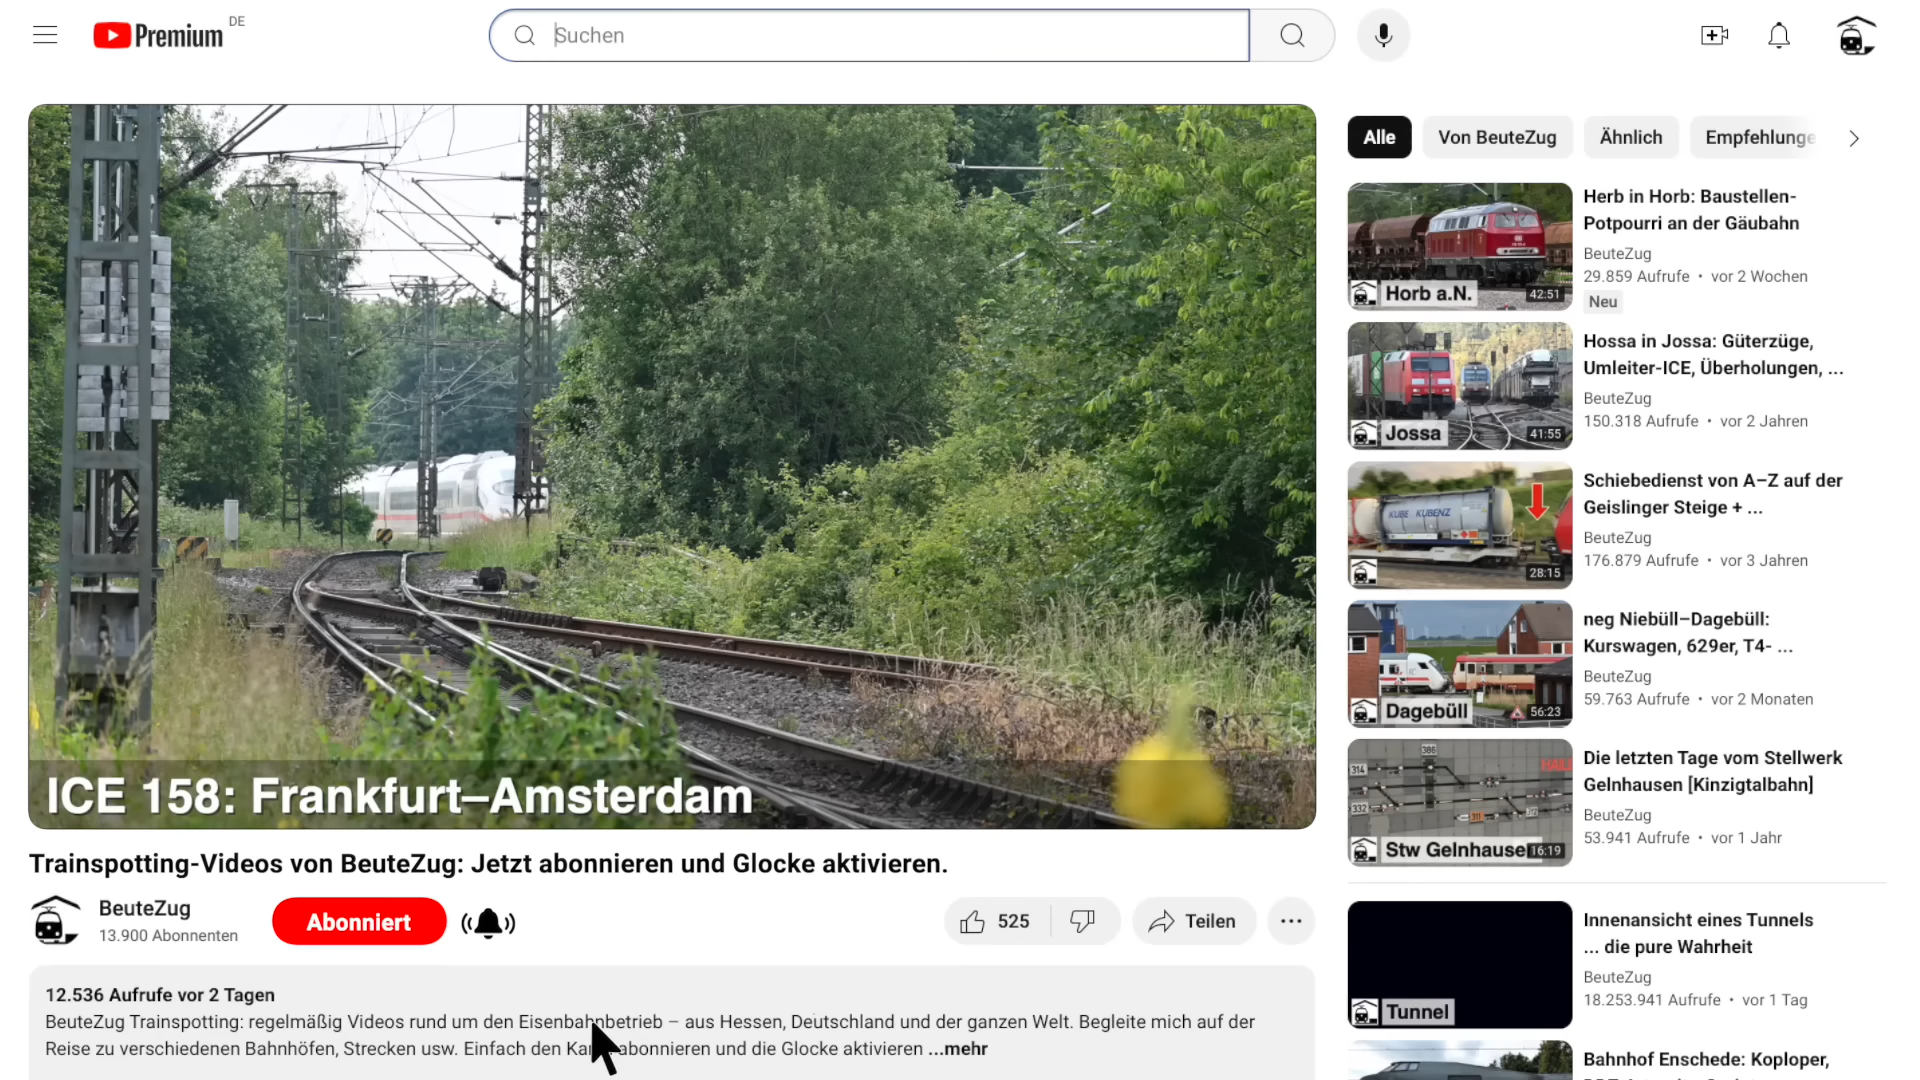 Premium
DE
Suchen
Alle
Von BeuteZug
Ähnlich
Empfehlunge
ICE 158: Frankfurt–Amsterdam
Trainspotting-Videos von BeuteZug: Jetzt abonnieren und Glocke aktivieren.
BeuteZug
13.900 Abonnenten
Abonniert
525
Teilen
12.536 Aufrufe vor 2 Tagen
BeuteZug Trainspotting: regelmäßig Videos rund um den Eisenbahnbetrieb – aus Hessen, Deutschland und der ganzen Welt. Begleite mich auf der
Reise zu verschiedenen Bahnhöfen, Strecken usw. Einfach den abonnieren und die Glocke aktivieren ...mehr
Horb a.N.
42:51
Herb in Horb: Baustellen-
Potpourri an der Gäubahn
BeuteZug
29.859 Aufrufe • vor 2 Wochen
Neu
Jossa
41:55
Hossa in Jossa: Güterzüge,
Umleiter-ICE, Überholungen, ...
BeuteZug
150.318 Aufrufe • vor 2 Jahren
KUBE KUBENZ
28:15
Schiebedienst von A–Z auf der
Geislinger Steige + ...
BeuteZug
176.879 Aufrufe • vor 3 Jahren
Dagebüll
56:23
neg Niebüll–Dagebüll:
Kurswagen, 629er, T4- ...
BeuteZug
59.763 Aufrufe • vor 2 Monaten
386
314
332
311
Stw Gelnhause
16:19
Die letzten Tage vom Stellwerk
Gelnhausen [Kinzigtalbahn]
BeuteZug
53.941 Aufrufe • vor 1 Jahr
Tunnel
Innenansicht eines Tunnels
... die pure Wahrheit
BeuteZug
18.253.941 Aufrufe • vor 1 Tag
Bahnhof Enschede: Koploper,